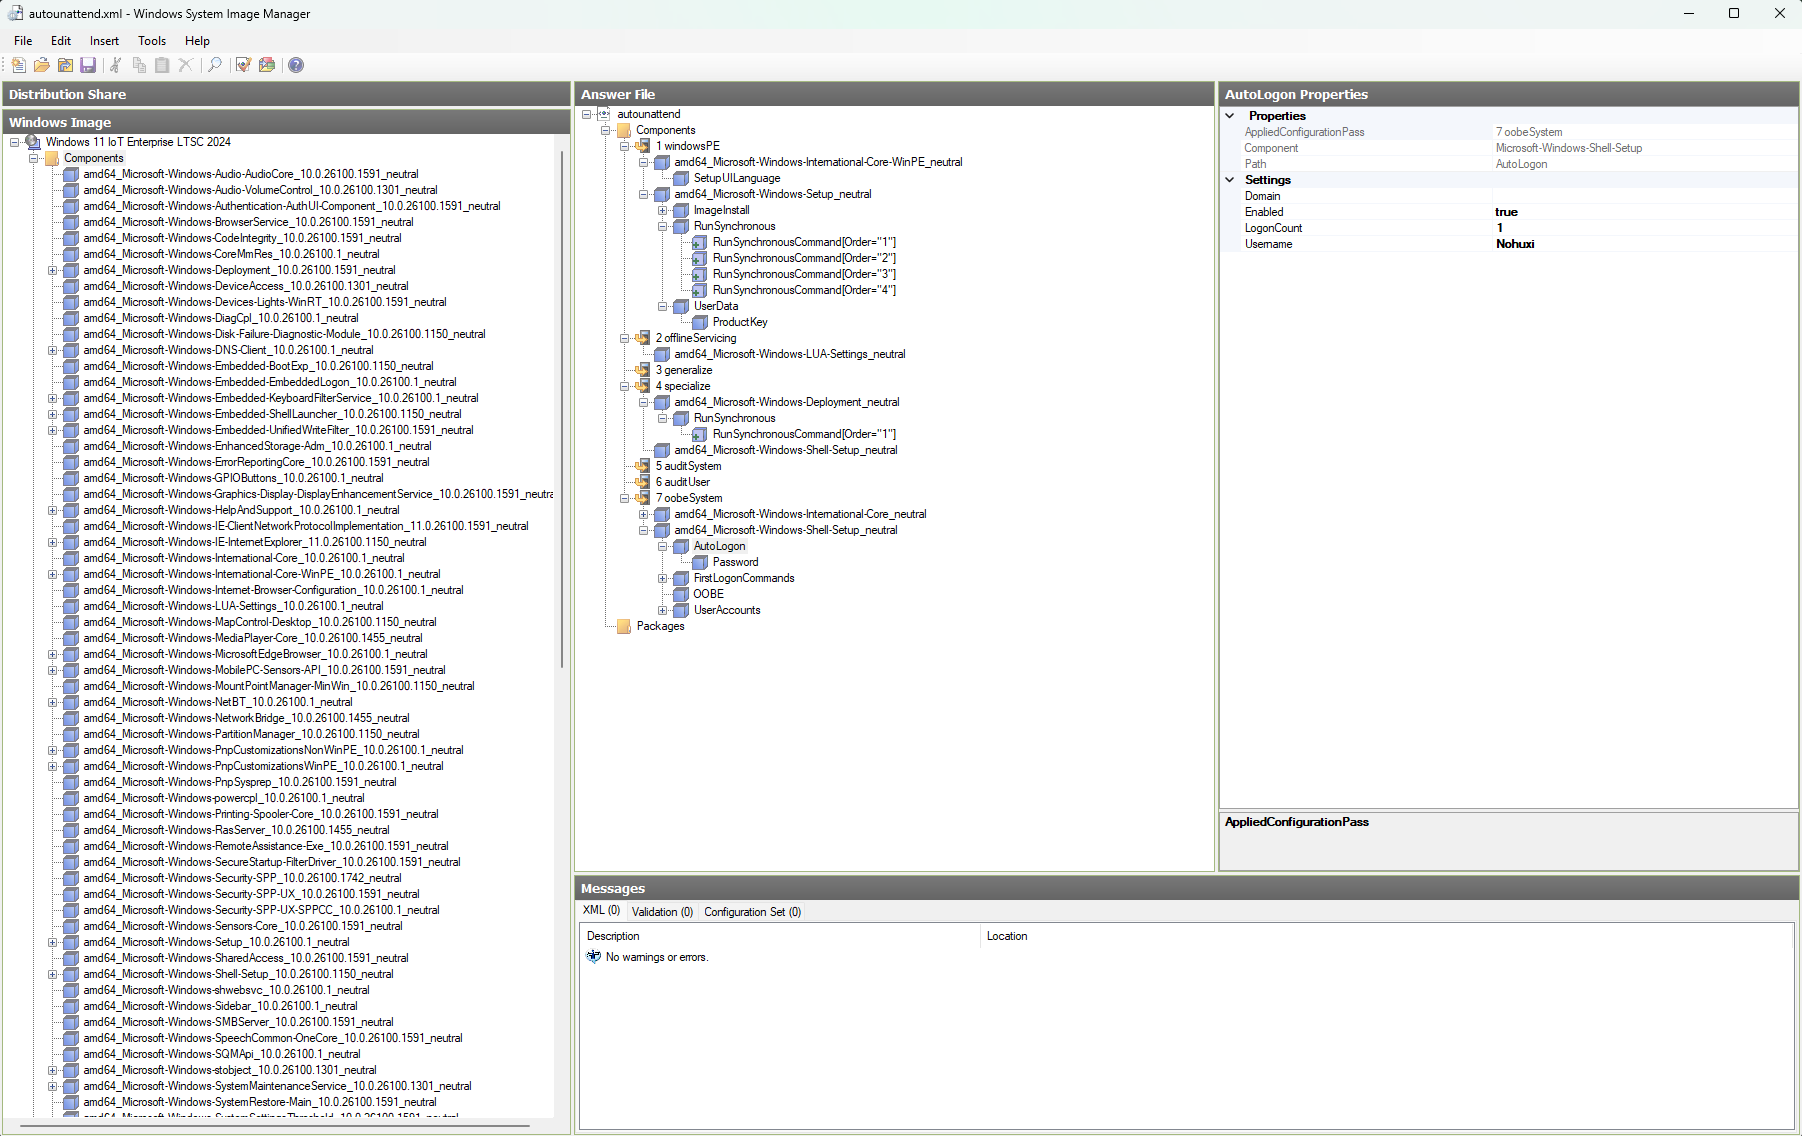 autounattend.xml - Windows System Image Manager
File Edit Insert Tools Help
Distribution Share
Windows Image
Windows 11 IoT Enterprise LTSC 2024
Components
amd64_Microsoft-Windows-Audio-AudioCore_10.0.26100.1591_neutral
amd64_Microsoft-Windows-Audio-VolumeControl_10.0.26100.1301_neutral
amd64_Microsoft-Windows-Authentication-AuthUI-Component_10.0.26100.1591_neutral
amd64_Microsoft-Windows-BrowserService_10.0.26100.1591_neutral
amd64_Microsoft-Windows-CodeIntegrity_10.0.26100.1591_neutral
amd64_Microsoft-Windows-CoreMmRes_10.0.26100.1_neutral
amd64_Microsoft-Windows-Deployment_10.0.26100.1591_neutral
amd64_Microsoft-Windows-DeviceAccess_10.0.26100.1301_neutral
amd64_Microsoft-Windows-Devices-Lights-WinRT_10.0.26100.1591_neutral
amd64_Microsoft-Windows-DiagCpl_10.0.26100.1_neutral
amd64_Microsoft-Windows-Disk-Failure-Diagnostic-Module_10.0.26100.1150_neutral
amd64_Microsoft-Windows-DNS-Client_10.0.26100.1_neutral
amd64_Microsoft-Windows-Embedded-BootExp_10.0.26100.1150_neutral
amd64_Microsoft-Windows-Embedded-EmbeddedLogon_10.0.26100.1_neutral
amd64_Microsoft-Windows-Embedded-KeyboardFilterService_10.0.26100.1_neutral
amd64_Microsoft-Windows-Embedded-ShellLauncher_10.0.26100.1150_neutral
amd64_Microsoft-Windows-Embedded-UnifiedWriteFilter_10.0.26100.1591_neutral
amd64_Microsoft-Windows-EnhancedStorage-Adm_10.0.26100.1_neutral
amd64_Microsoft-Windows-ErrorReportingCore_10.0.26100.1591_neutral
amd64_Microsoft-Windows-GPIOButtons_10.0.26100.1_neutral
amd64_Microsoft-Windows-Graphics-Display-DisplayEnhancementService_10.0.26100.1591_neutra
amd64_Microsoft-Windows-HelpAndSupport_10.0.26100.1_neutral
amd64_Microsoft-Windows-IE-ClientNetworkProtocolImplementation_11.0.26100.1591_neutral
amd64_Microsoft-Windows-IE-InternetExplorer_11.0.26100.1150_neutral
amd64_Microsoft-Windows-International-Core_10.0.26100.1_neutral
amd64_Microsoft-Windows-International-Core-WinPE_10.0.26100.1_neutral
amd64_Microsoft-Windows-Internet-Browser-Configuration_10.0.26100.1_neutral
amd64_Microsoft-Windows-LUA-Settings_10.0.26100.1_neutral
amd64_Microsoft-Windows-MapControl-Desktop_10.0.26100.1150_neutral
amd64_Microsoft-Windows-MediaPlayer-Core_10.0.26100.1455_neutral
amd64_Microsoft-Windows-MicrosoftEdgeBrowser_10.0.26100.1_neutral
amd64_Microsoft-Windows-MobilePC-Sensors-API_10.0.26100.1591_neutral
amd64_Microsoft-Windows-MountPointManager-MinWin_10.0.26100.1150_neutral
amd64_Microsoft-Windows-NetBT_10.0.26100.1_neutral
amd64_Microsoft-Windows-NetworkBridge_10.0.26100.1455_neutral
amd64_Microsoft-Windows-PartitionManager_10.0.26100.1150_neutral
amd64_Microsoft-Windows-PnpCustomizationsNonWinPE_10.0.26100.1_neutral
amd64_Microsoft-Windows-PnpCustomizationsWinPE_10.0.26100.1_neutral
amd64_Microsoft-Windows-PnpSysprep_10.0.26100.1591_neutral
amd64_Microsoft-Windows-powercpl_10.0.26100.1_neutral
amd64_Microsoft-Windows-Printing-Spooler-Core_10.0.26100.1591_neutral
amd64_Microsoft-Windows-RasServer_10.0.26100.1455_neutral
amd64_Microsoft-Windows-RemoteAssistance-Exe_10.0.26100.1591_neutral
amd64_Microsoft-Windows-SecureStartup-FilterDriver_10.0.26100.1591_neutral
amd64_Microsoft-Windows-Security-SPP_10.0.26100.1742_neutral
amd64_Microsoft-Windows-Security-SPP-UX_10.0.26100.1591_neutral
amd64_Microsoft-Windows-Security-SPP-UX-SPPCC_10.0.26100.1_neutral
amd64_Microsoft-Windows-Sensors-Core_10.0.26100.1591_neutral
amd64_Microsoft-Windows-Setup_10.0.26100.1_neutral
amd64_Microsoft-Windows-SharedAccess_10.0.26100.1591_neutral
amd64_Microsoft-Windows-Shell-Setup_10.0.26100.1150_neutral
amd64_Microsoft-Windows-shwebsvc_10.0.26100.1_neutral
amd64_Microsoft-Windows-Sidebar_10.0.26100.1_neutral
amd64_Microsoft-Windows-SMBServer_10.0.26100.1591_neutral
amd64_Microsoft-Windows-SpeechCommon-OneCore_10.0.26100.1591_neutral
amd64_Microsoft-Windows-SQMApi_10.0.26100.1_neutral
amd64_Microsoft-Windows-stobject_10.0.26100.1301_neutral
amd64_Microsoft-Windows-SystemMaintenanceService_10.0.26100.1301_neutral
amd64_Microsoft-Windows-SystemRestore-Main_10.0.26100.1591_neutral
Answer File
autounattend
Components
1 windowsPE
amd64_Microsoft-Windows-International-Core-WinPE_neutral
SetupUILanguage
amd64_Microsoft-Windows-Setup_neutral
ImageInstall
RunSynchronous
RunSynchronousCommand[Order="1"]
RunSynchronousCommand[Order="2"]
RunSynchronousCommand[Order="3"]
RunSynchronousCommand[Order="4"]
UserData
ProductKey
2 offlineServicing
amd64_Microsoft-Windows-LUA-Settings_neutral
3 generalize
4 specialize
amd64_Microsoft-Windows-Deployment_neutral
RunSynchronous
RunSynchronousCommand[Order="1"]
amd64_Microsoft-Windows-Shell-Setup_neutral
5 auditSystem
6 auditUser
7 oobeSystem
amd64_Microsoft-Windows-International-Core_neutral
amd64_Microsoft-Windows-Shell-Setup_neutral
AutoLogon
Password
FirstLogonCommands
OOBE
UserAccounts
Packages
AutoLogon Properties
Properties
AppliedConfigurationPass 7 oobeSystem
Component Microsoft-Windows-Shell-Setup
Path AutoLogon
Settings
Domain
Enabled true
LogonCount 1
Username Nohuxi
AppliedConfigurationPass
Messages
XML (0) Validation (0) Configuration Set (0)
Description Location
No warnings or errors.